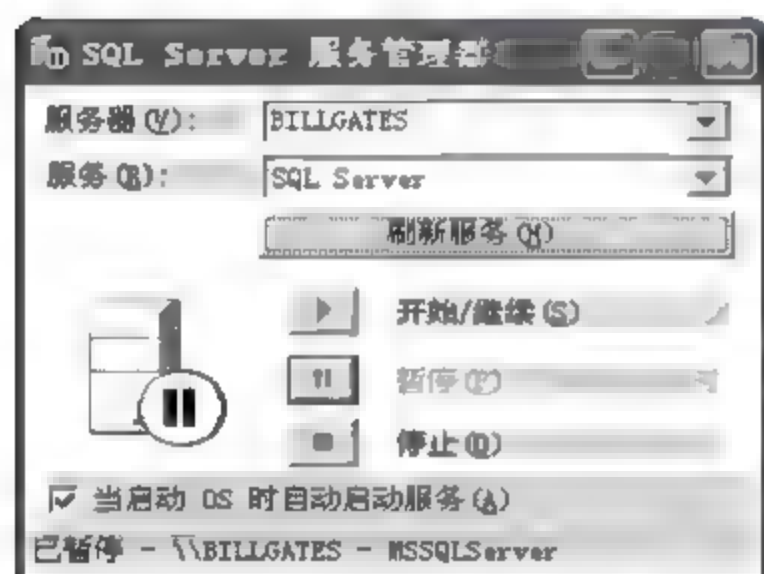 SQL Server 服务管理器
服务器(V): BILLGATES
服务(R): SQL Server
刷新服务(H)
开始/继续(S)
暂停(P)
停止(O)
当启动 OS 时自动启动服务(A)
已暂停 - \\BILLGATES - MSSQLServer